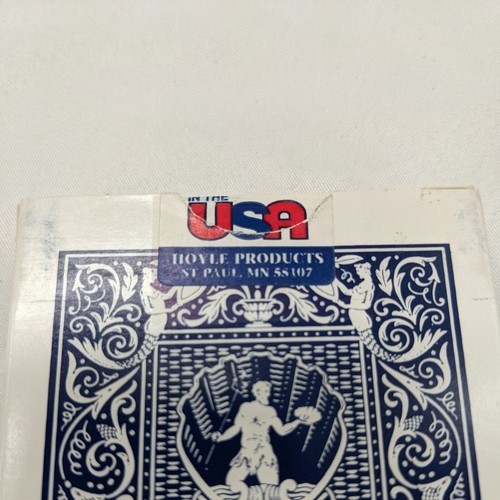 IN THE
USA
HOYLE PRODUCTS
ST PAUL, MN 55107